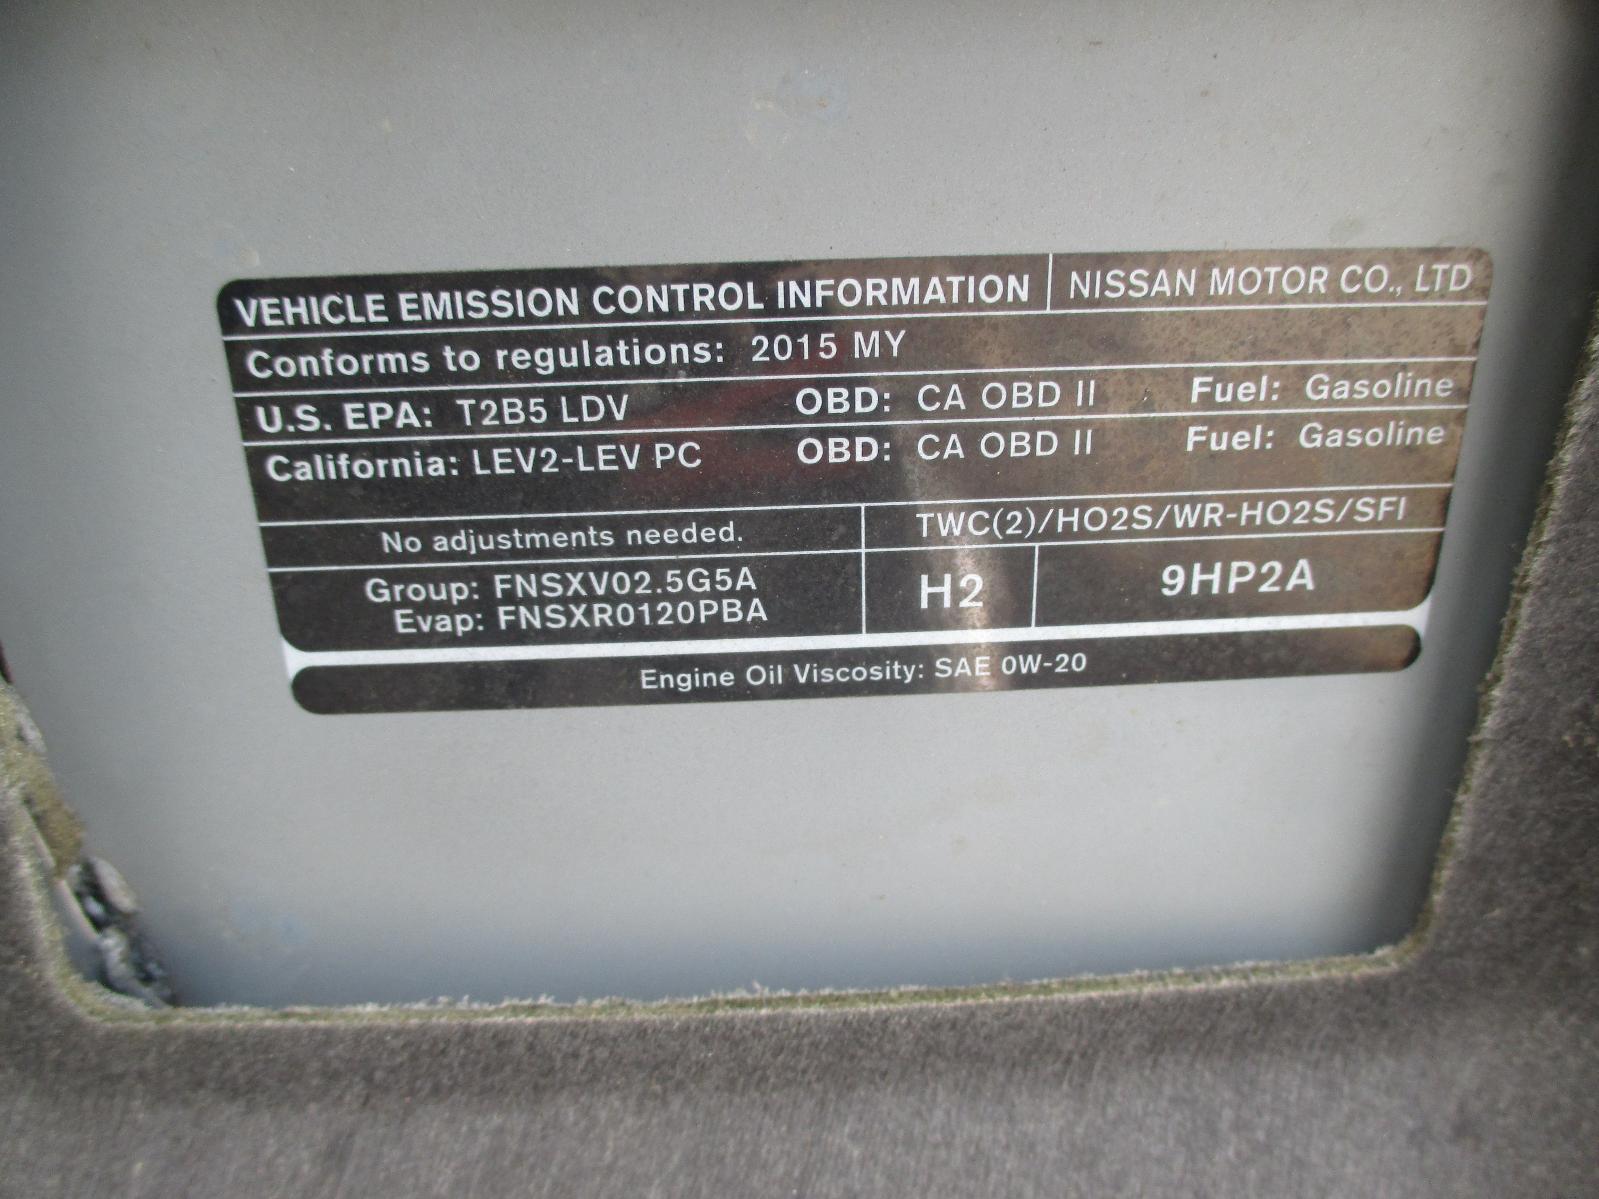 VEHICLE EMISSION CONTROL INFORMATION NISSAN MOTOR CO., LTD
Conforms to regulations: 2015 MY
U.S. EPA: T2B5 LDV OBD: CA OBD II Fuel: Gasoline
California: LEV2-LEV PC OBD: CA OBD II Fuel: Gasoline
No adjustments needed. TWC(2)/HO2S/WR-HO2S/SFI
Group: FNSXV02.5G5A H2 9HP2A
Evap: FNSXR0120PBA
Engine Oil Viscosity: SAE 0W-20